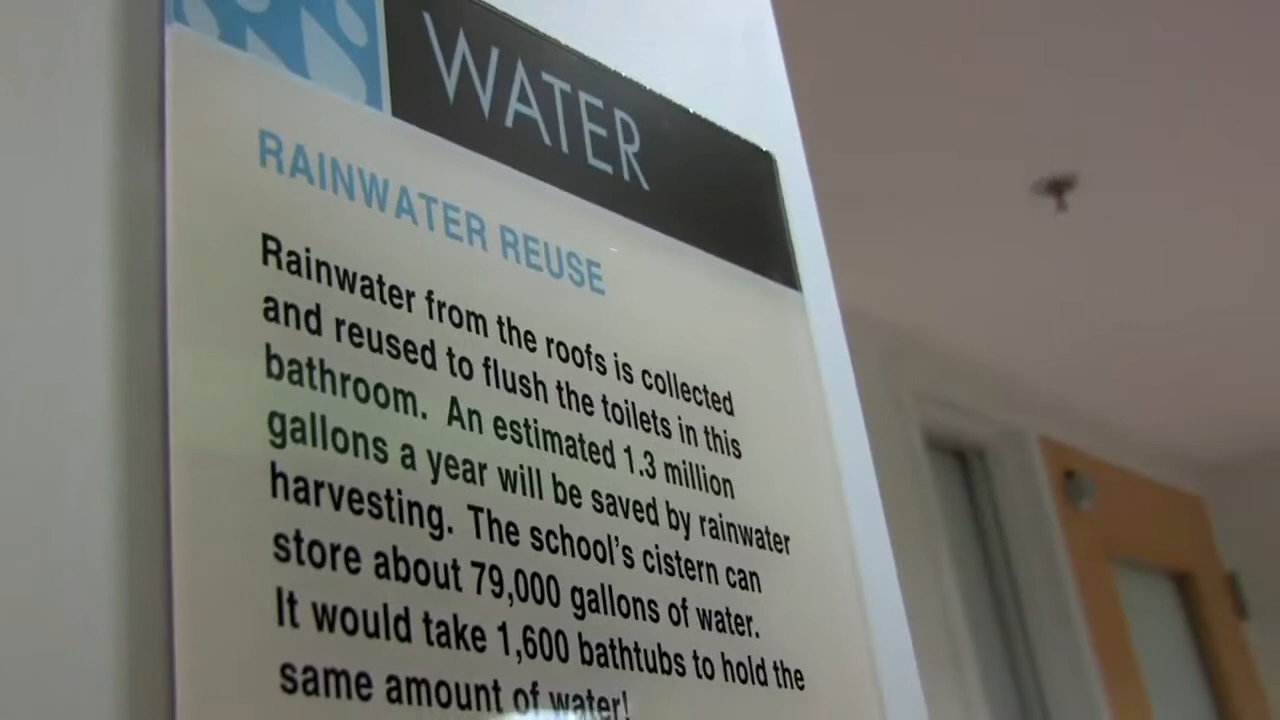 WATER
RAINWATER REUSE
Rainwater from the roofs is collected
and reused to flush the toilets in this
bathroom. An estimated 1.3 million
gallons a year will be saved by rainwater
harvesting. The school's cistern can
store about 79,000 gallons of water.
It would take 1,600 bathtubs to hold the
same amount of water!